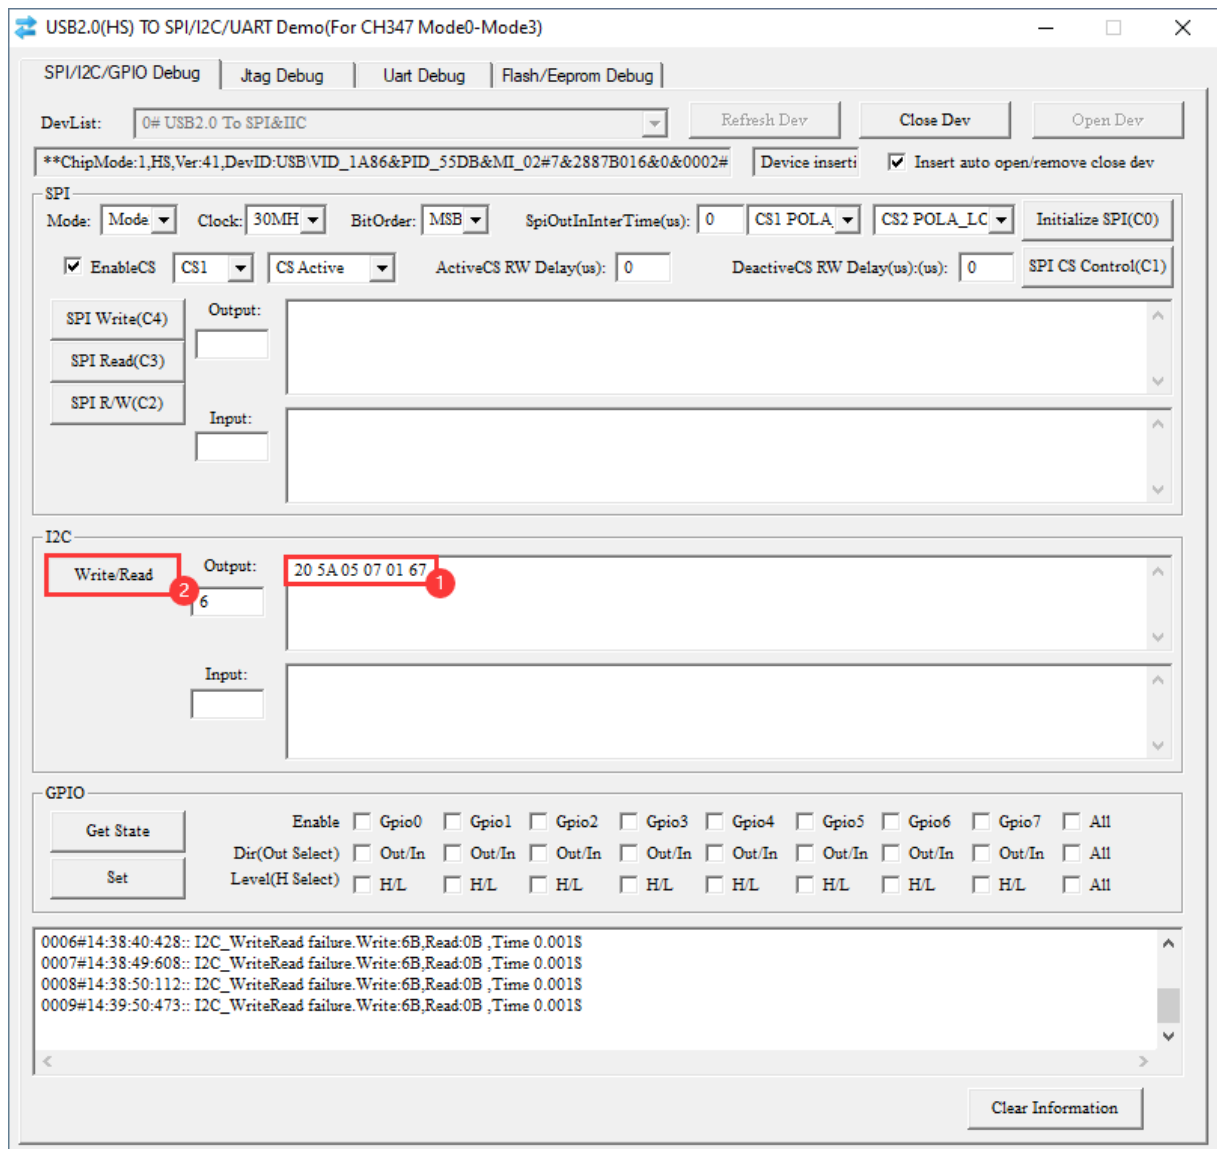 USB2.0(HS) TO SPI/I2C/UART Demo(For CH347 Mode0-Mode3)
SPI/I2C/GPIO Debug Jtag Debug Uart Debug Flash/Eeprom Debug
DevList: 0# USB2.0 To SPI&IIC Refresh Dev Close Dev Open Dev
**ChipMode:1,HS,Ver:41,DevID:USB\VID_1A86&PID_55DB&MI_02#7&2887B016&0&0002# Device inserti Insert auto open/remove close dev
SPI
Mode: Mode Clock: 30MH BitOrder: MSB SpiOutInInterTime(us): 0 CS1 POLA CS2 POLA_LC Initialize SPI(C0)
EnableCS CS1 CS Active ActiveCS RW Delay(us): 0 DeactiveCS RW Delay(us):(us): 0 SPI CS Control(C1)
SPI Write(C4) Output:
SPI Read(C3)
SPI R/W(C2)
Input:
I2C
Write/Read 2 Output: 20 5A 05 07 01 67 1
6
Input:
GPIO
Get State Enable Gpio0 Gpio1 Gpio2 Gpio3 Gpio4 Gpio5 Gpio6 Gpio7 All
Dir(Out Select) Out/In Out/In Out/In Out/In Out/In Out/In Out/In Out/In All
Set Level(H Select) H/L H/L H/L H/L H/L H/L H/L H/L All
0006#14:38:40:428:: I2C_WriteRead failure.Write:6B,Read:0B ,Time 0.001S
0007#14:38:49:608:: I2C_WriteRead failure.Write:6B,Read:0B ,Time 0.001S
0008#14:38:50:112:: I2C_WriteRead failure.Write:6B,Read:0B ,Time 0.001S
0009#14:39:50:473:: I2C_WriteRead failure.Write:6B,Read:0B ,Time 0.001S
Clear Information